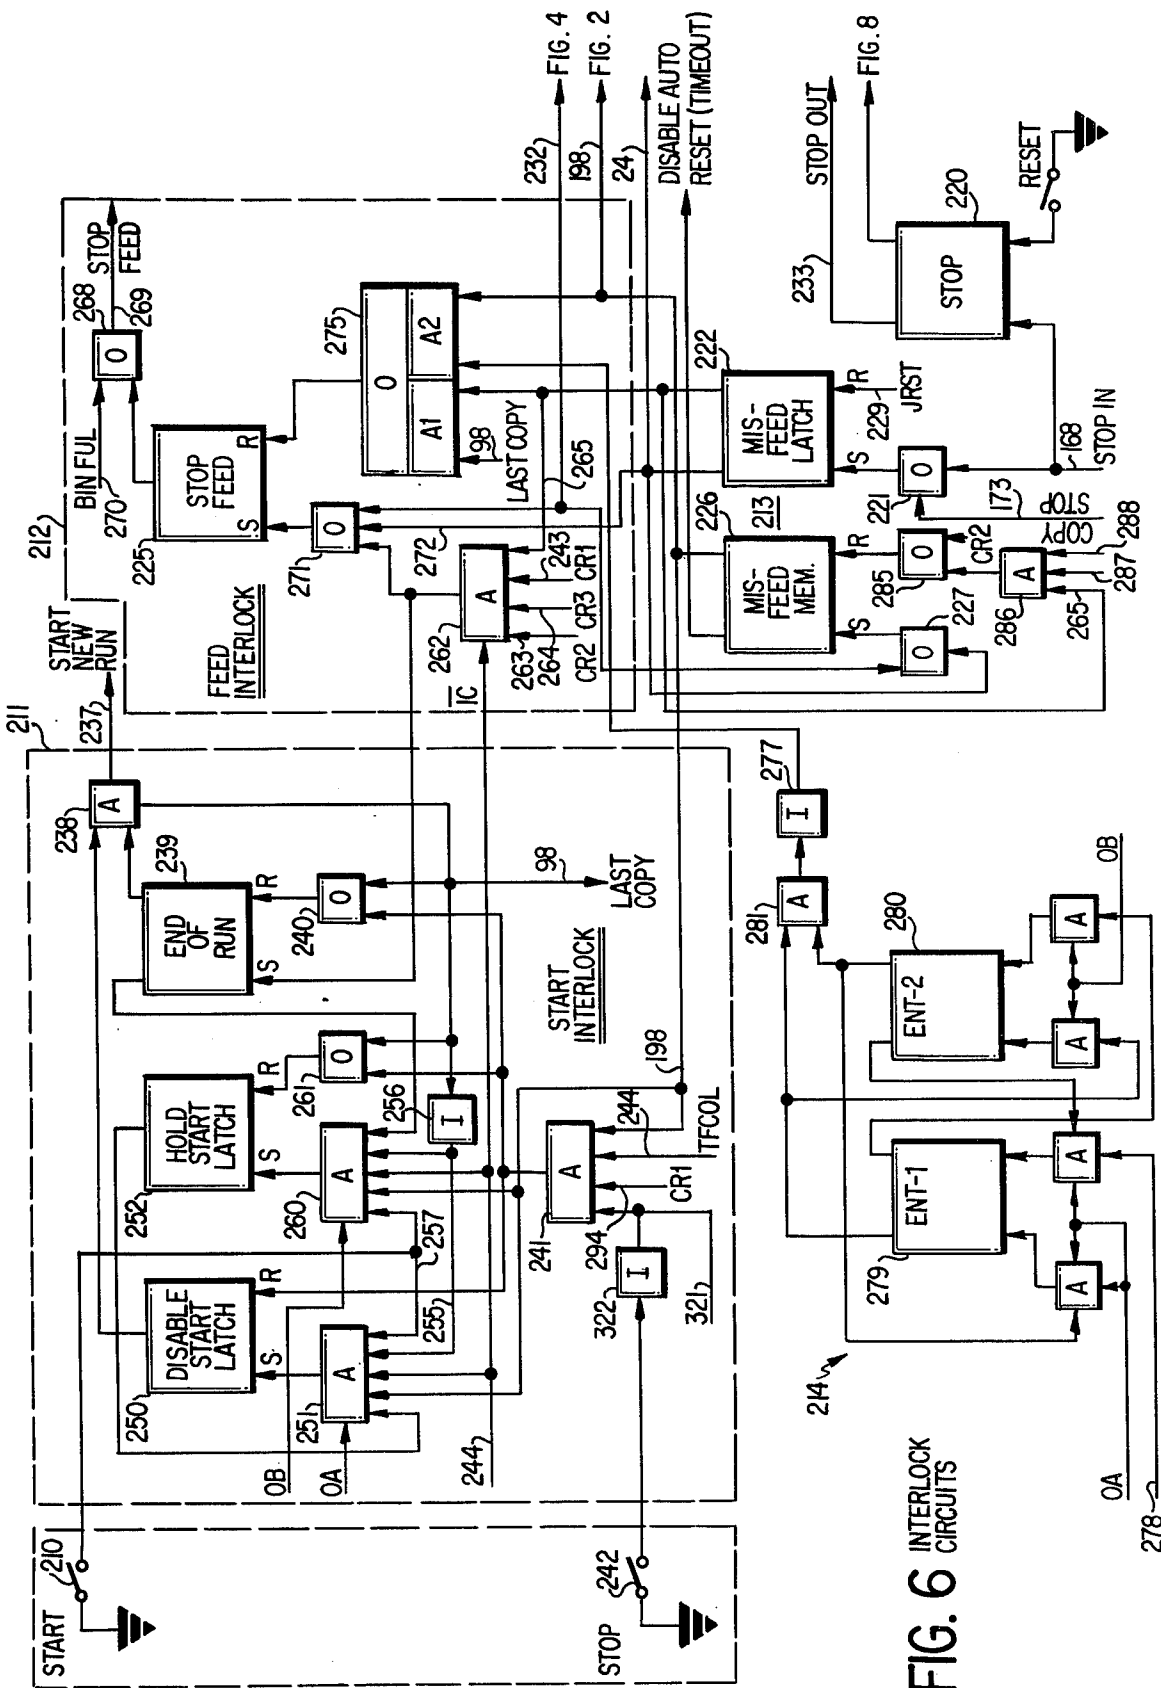 START
210
STOP
242
211
START
NEW
RUN
237
238
A
250
DISABLE
START
LATCH
S
R
252
HOLD
START
LATCH
S
R
239
END
OF
RUN
S
R
251
A
260
A
261
O
240
O
256
I
257
255
OB
OA
244
98
LAST
COPY
START
INTERLOCK
241
A
322
I
321
294
CR1
244
TFCOL
198
212
FEED
INTERLOCK
BIN FUL
270
268
O
269
STOP
FEED
225
STOP
FEED
S
R
271
O
272
275
O
A1
A2
98
LAST COPY
265
262
A
IC
263
CR2
264
CR3
243
CR1
232
FIG. 4
198
FIG. 2
24
DISABLE AUTO
RESET (TIMEOUT)
226
MIS-
FEED
MEM.
S
R
213
222
MIS-
FEED
LATCH
S
R
229
JRST
221
O
173
COPY
STOP
168
STOP IN
285
O
CR2
286
A
227
O
265
287
288
233
STOP OUT
FIG. 8
220
STOP
RESET
214
279
ENT-1
A
A
280
ENT-2
A
A
281
A
277
I
OA
278
OB
FIG. 6
INTERLOCK
CIRCUITS